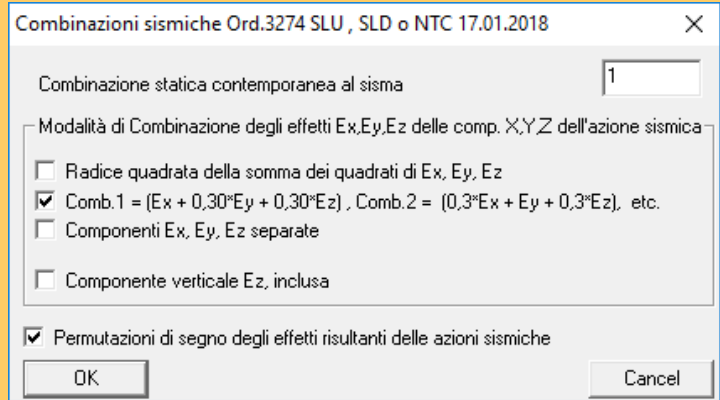 Combinazioni sismiche Ord.3274 SLU , SLD o NTC 17.01.2018
Combinazione statica contemporanea al sisma
1
Modalità di Combinazione degli effetti Ex,Ey,Ez delle comp. X,Y,Z dell'azione sismica
Radice quadrata della somma dei quadrati di Ex, Ey, Ez
Comb.1 = (Ex + 0,30*Ey + 0,30*Ez) , Comb.2 = (0,3*Ex + Ey + 0,3*Ez), etc.
Componenti Ex, Ey, Ez separate
Componente verticale Ez, inclusa
Permutazioni di segno degli effetti risultanti delle azioni sismiche
OK
Cancel